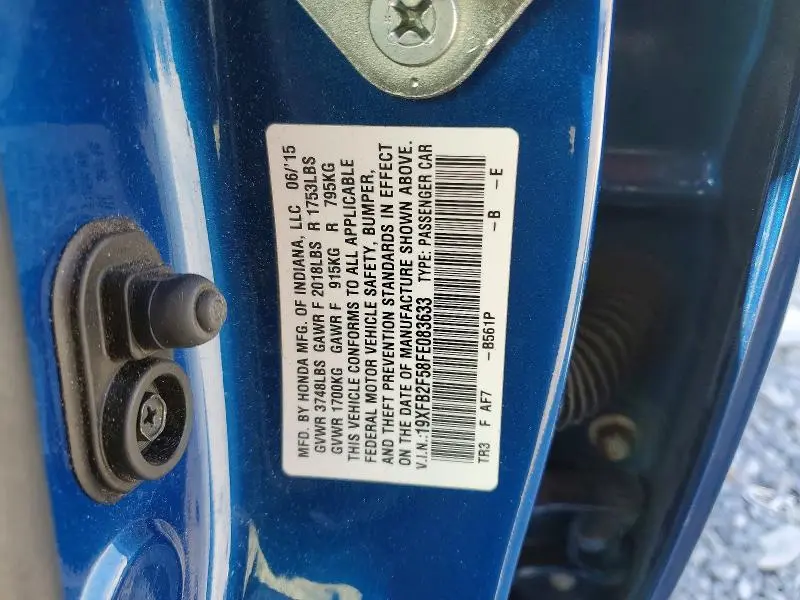 MFD. BY HONDA MFG. OF INDIANA, LLC 06/'15
GVWR 3748LBS GAWR F 2018LBS R 1753LBS
GVWR 1700KG GAWR F 915KG R 795KG
THIS VEHICLE CONFORMS TO ALL APPLICABLE
FEDERAL MOTOR VEHICLE SAFETY, BUMPER,
AND THEFT PREVENTION STANDARDS IN EFFECT
ON THE DATE OF MANUFACTURE SHOWN ABOVE.
V.I.N.:19XFB2F58FE083633 TYPE: PASSENGER CAR
TR3 F AF7 -B561P -B -E